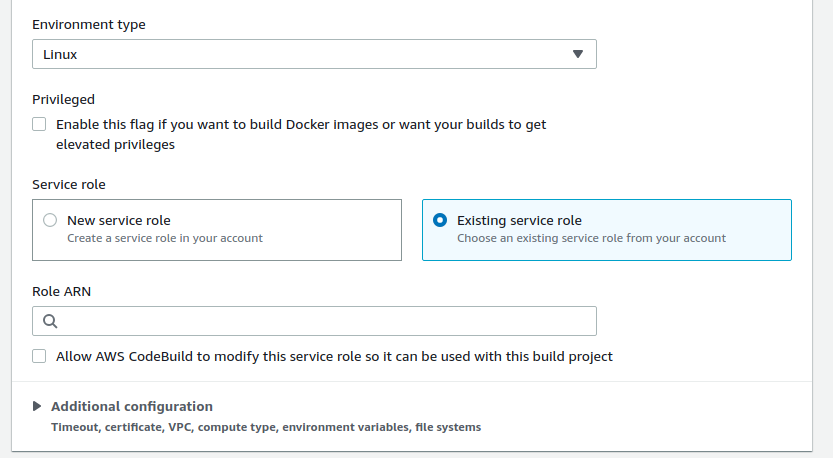 Environment type
Linux
Privileged
Enable this flag if you want to build Docker images or want your builds to get
elevated privileges
Service role
New service role
Create a service role in your account
Existing service role
Choose an existing service role from your account
Role ARN
Allow AWS CodeBuild to modify this service role so it can be used with this build project
Additional configuration
Timeout, certificate, VPC, compute type, environment variables, file systems